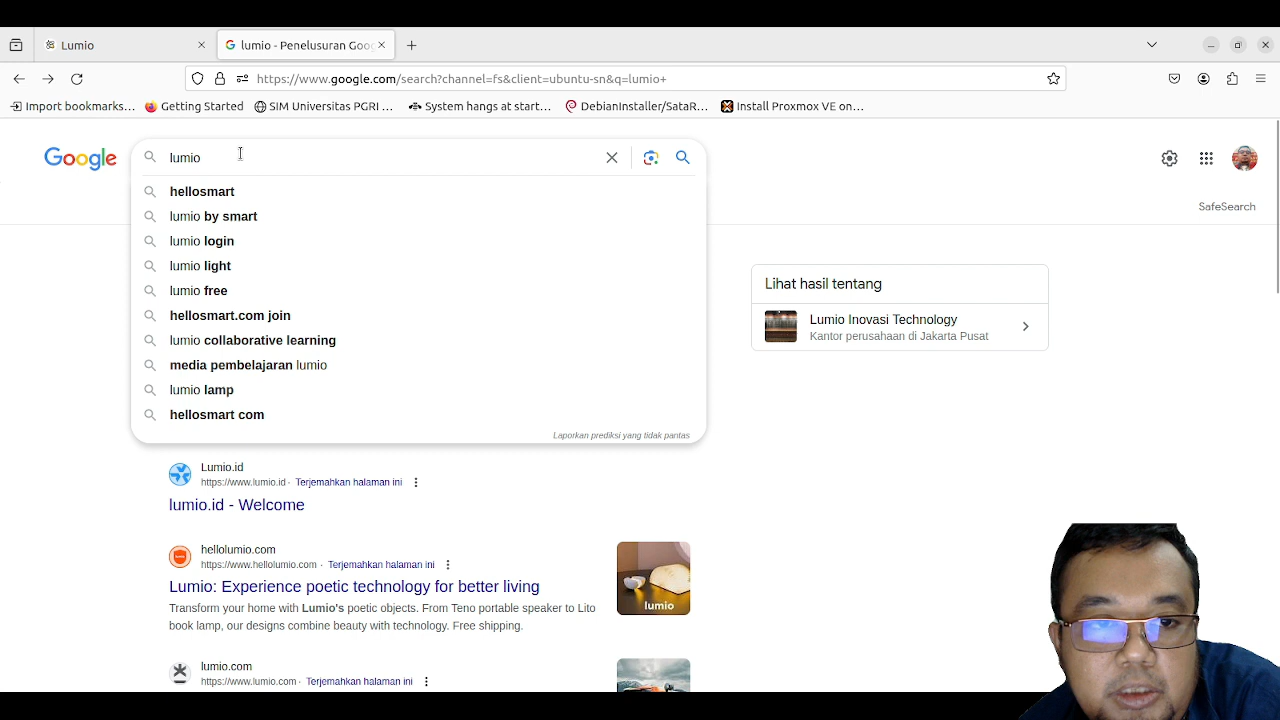 Lumio
lumio - Penelusuran Goo
https://www.google.com/search?channel=fs&client=ubuntu-sn&q=lumio+
Import bookmarks...
Getting Started
SIM Universitas PGRI ...
System hangs at start...
DebianInstaller/SataR...
Install Proxmox VE on...
Google
lumio
SafeSearch
hellosmart
lumio by smart
lumio login
lumio light
lumio free
hellosmart.com join
lumio collaborative learning
media pembelajaran lumio
lumio lamp
hellosmart com
Laporkan prediksi yang tidak pantas
Lihat hasil tentang
Lumio Inovasi Technology
Kantor perusahaan di Jakarta Pusat
Lumio.id
https://www.lumio.id · Terjemahkan halaman ini
lumio.id - Welcome
hellolumio.com
https://www.hellolumio.com · Terjemahkan halaman ini
Lumio: Experience poetic technology for better living
Transform your home with Lumio's poetic objects. From Teno portable speaker to Lito
book lamp, our designs combine beauty with technology. Free shipping.
lumio
lumio.com
https://www.lumio.com · Terjemahkan halaman ini